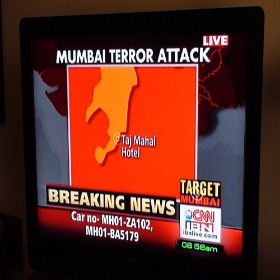 LIVE
MUMBAI TERROR ATTACK
Taj Mahal
Hotel
TARGET
MUMBAI
BREAKING NEWS
CNN
IBN
ibnlive.com
Car no- MH01-ZA102,
MH01-BA5179
08:58am